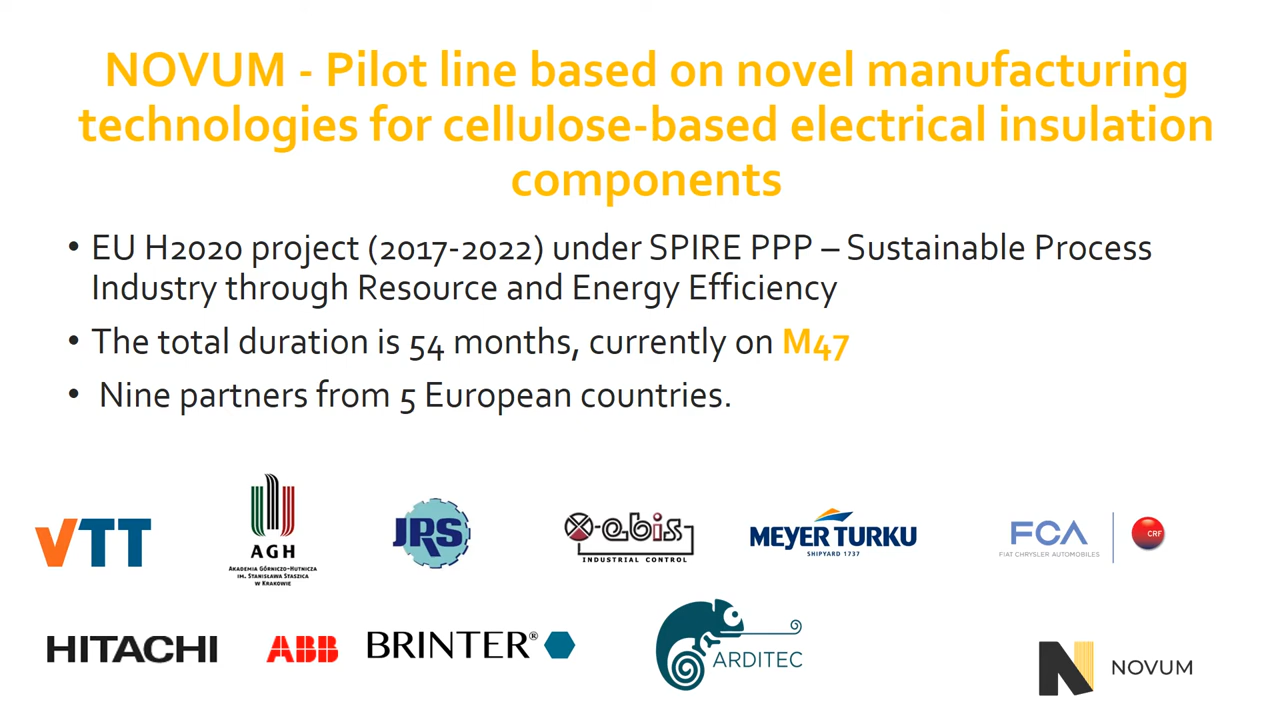 NOVUM - Pilot line based on novel manufacturing
technologies for cellulose-based electrical insulation
components
• EU H2020 project (2017-2022) under SPIRE PPP – Sustainable Process
Industry through Resource and Energy Efficiency
• The total duration is 54 months, currently on M47
• Nine partners from 5 European countries.
VTT
AGH
AKADEMIA GÓRNICZO-HUTNICZA
IM. STANISŁAWA STASZICA
W KRAKOWIE
JRS
X-ebis
INDUSTRIAL CONTROL
MEYER TURKU
SHIPYARD 1737
FCA
FIAT CHRYSLER AUTOMOBILES
CRF
HITACHI
ABB
BRINTER®
ARDITEC
N NOVUM